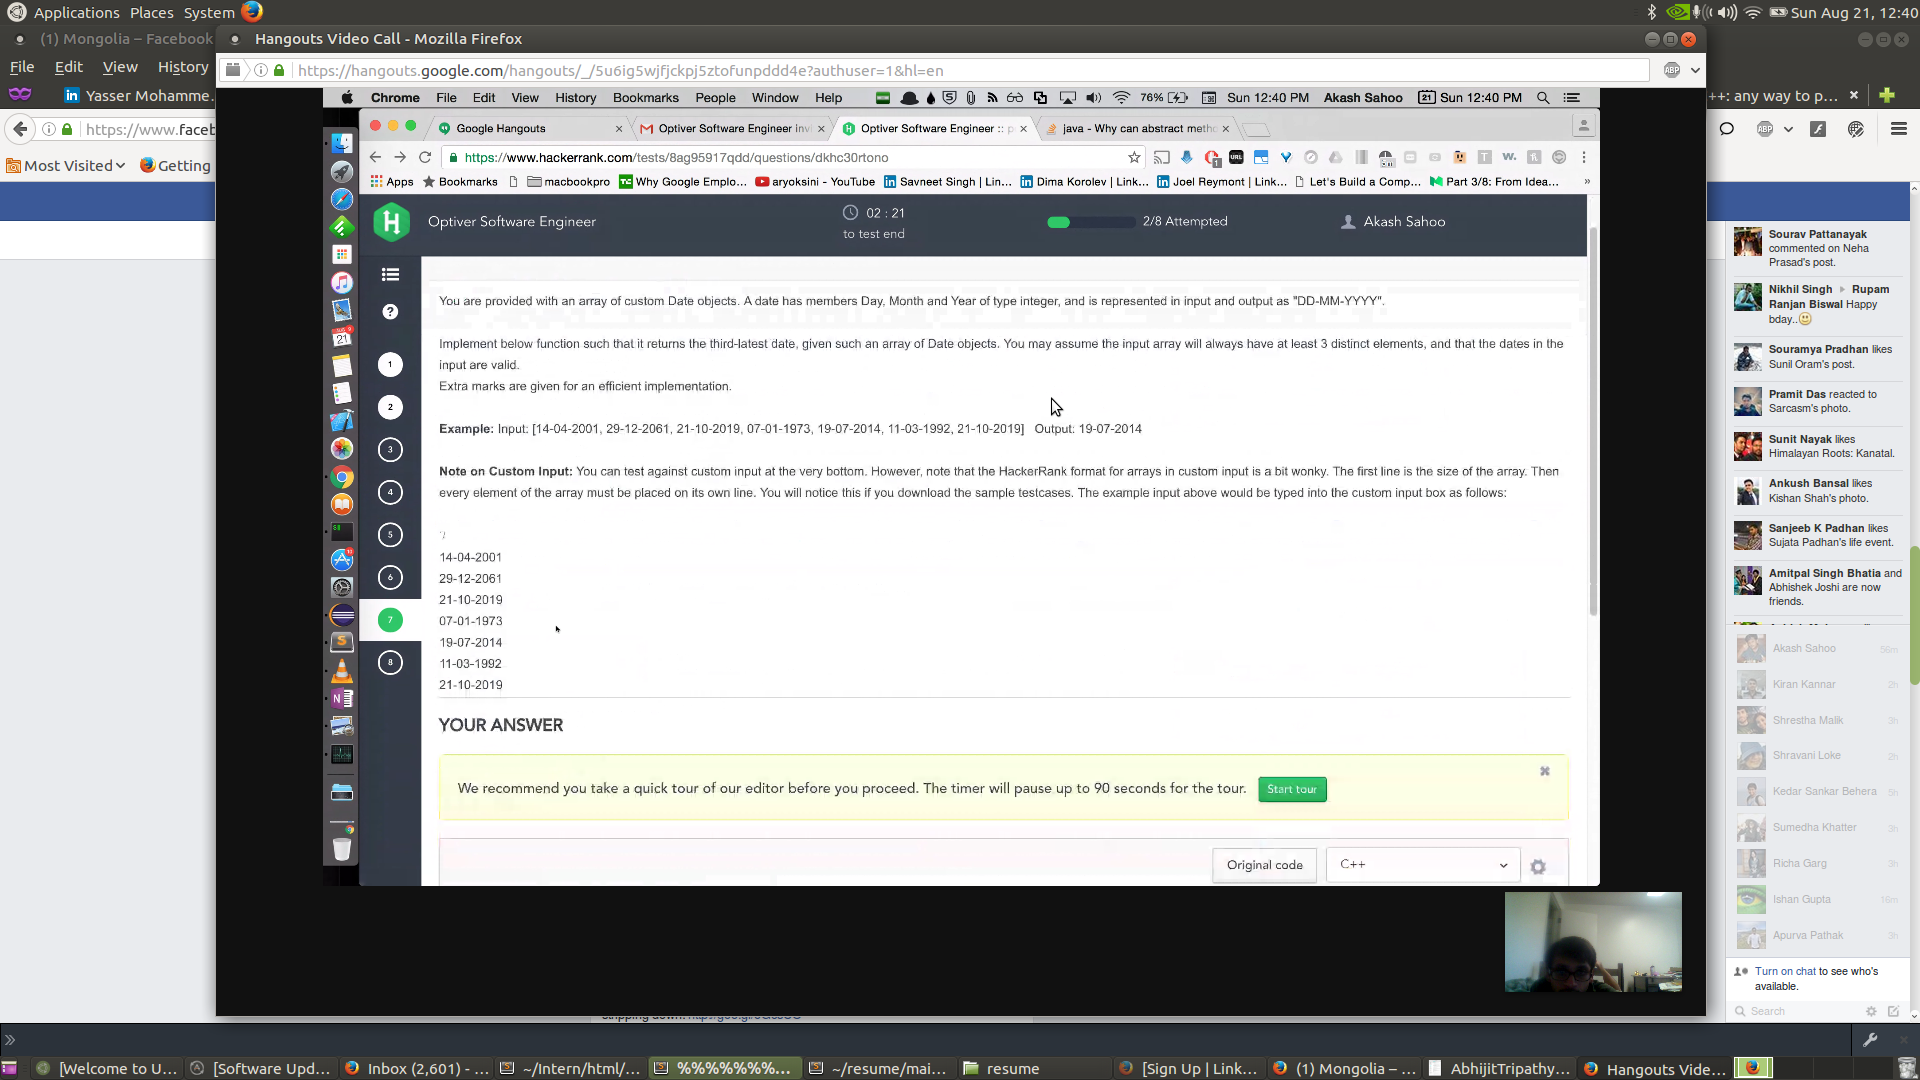 Applications Places System
Sun Aug 21, 12:40
(1) Mongolia – Facebook
Hangouts Video Call - Mozilla Firefox
File Edit View History
https://hangouts.google.com/hangouts/_/5u6ig5wjfjckpj5ztofunpddd4e?authuser=1&hl=en
ABP
Yasser Mohamme.
++: any way to p...
https://www.faceb
ABP
Most Visited
Getting
Chrome File Edit View History Bookmarks People Window Help
76%
Sun 12:40 PM Akash Sahoo 21 Sun 12:40 PM
Google Hangouts
Optiver Software Engineer inv
Optiver Software Engineer :: p
java - Why can abstract meth
https://www.hackerrank.com/tests/8ag95917qdd/questions/dkhc30rtono
Apps Bookmarks macbookpro Why Google Emplo... aryoksini - YouTube Savneet Singh | Lin... Dima Korolev | Link... Joel Reymont | Link... Let's Build a Comp... Part 3/8: From Idea... »
Optiver Software Engineer
02 : 21
to test end
2/8 Attempted
Akash Sahoo
?
1
2
3
4
5
6
7
8
You are provided with an array of custom Date objects. A date has members Day, Month and Year of type integer, and is represented in input and output as "DD-MM-YYYY".
Implement below function such that it returns the third-latest date, given such an array of Date objects. You may assume the input array will always have at least 3 distinct elements, and that the dates in the
input are valid.
Extra marks are given for an efficient implementation.
Example: Input: [14-04-2001, 29-12-2061, 21-10-2019, 07-01-1973, 19-07-2014, 11-03-1992, 21-10-2019] Output: 19-07-2014
Note on Custom Input: You can test against custom input at the very bottom. However, note that the HackerRank format for arrays in custom input is a bit wonky. The first line is the size of the array. Then
every element of the array must be placed on its own line. You will notice this if you download the sample testcases. The example input above would be typed into the custom input box as follows:
14-04-2001
29-12-2061
21-10-2019
07-01-1973
19-07-2014
11-03-1992
21-10-2019
YOUR ANSWER
We recommend you take a quick tour of our editor before you proceed. The timer will pause up to 90 seconds for the tour.
Start tour
Original code
C++
Sourav Pattanayak
commented on Neha
Prasad's post.
Nikhil Singh ▸ Rupam
Ranjan Biswal Happy
bday..
Souramya Pradhan likes
Sunil Oram's post.
Pramit Das reacted to
Sarcasm's photo.
Sunit Nayak likes
Himalayan Roots: Kanatal.
Ankush Bansal likes
Kishan Shah's photo.
Sanjeeb K Padhan likes
Sujata Padhan's life event.
Amitpal Singh Bhatia and
Abhishek Joshi are now
friends.
Akash Sahoo 56m
Kiran Kannar 2h
Shrestha Malik 3h
Shravani Loke 2h
Kedar Sankar Behera 5h
Sumedha Khatter 3h
Richa Garg 3h
Ishan Gupta 16m
Apurva Pathak 3h
Turn on chat to see who's
available.
Search
»
[Welcome to U...
[Software Upd...
Inbox (2,601) - ...
~/Intern/html/...
%%%%%%%...
~/resume/mai...
resume
[Sign Up | Link...
(1) Mongolia – ...
AbhijitTripathy...
Hangouts Vide...